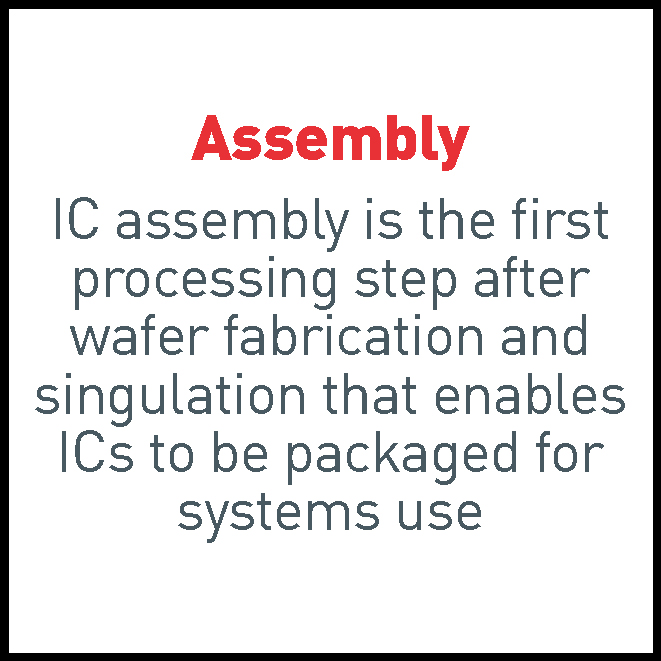 Assembly
IC assembly is the first
processing step after
wafer fabrication and
singulation that enables
ICs to be packaged for
systems use